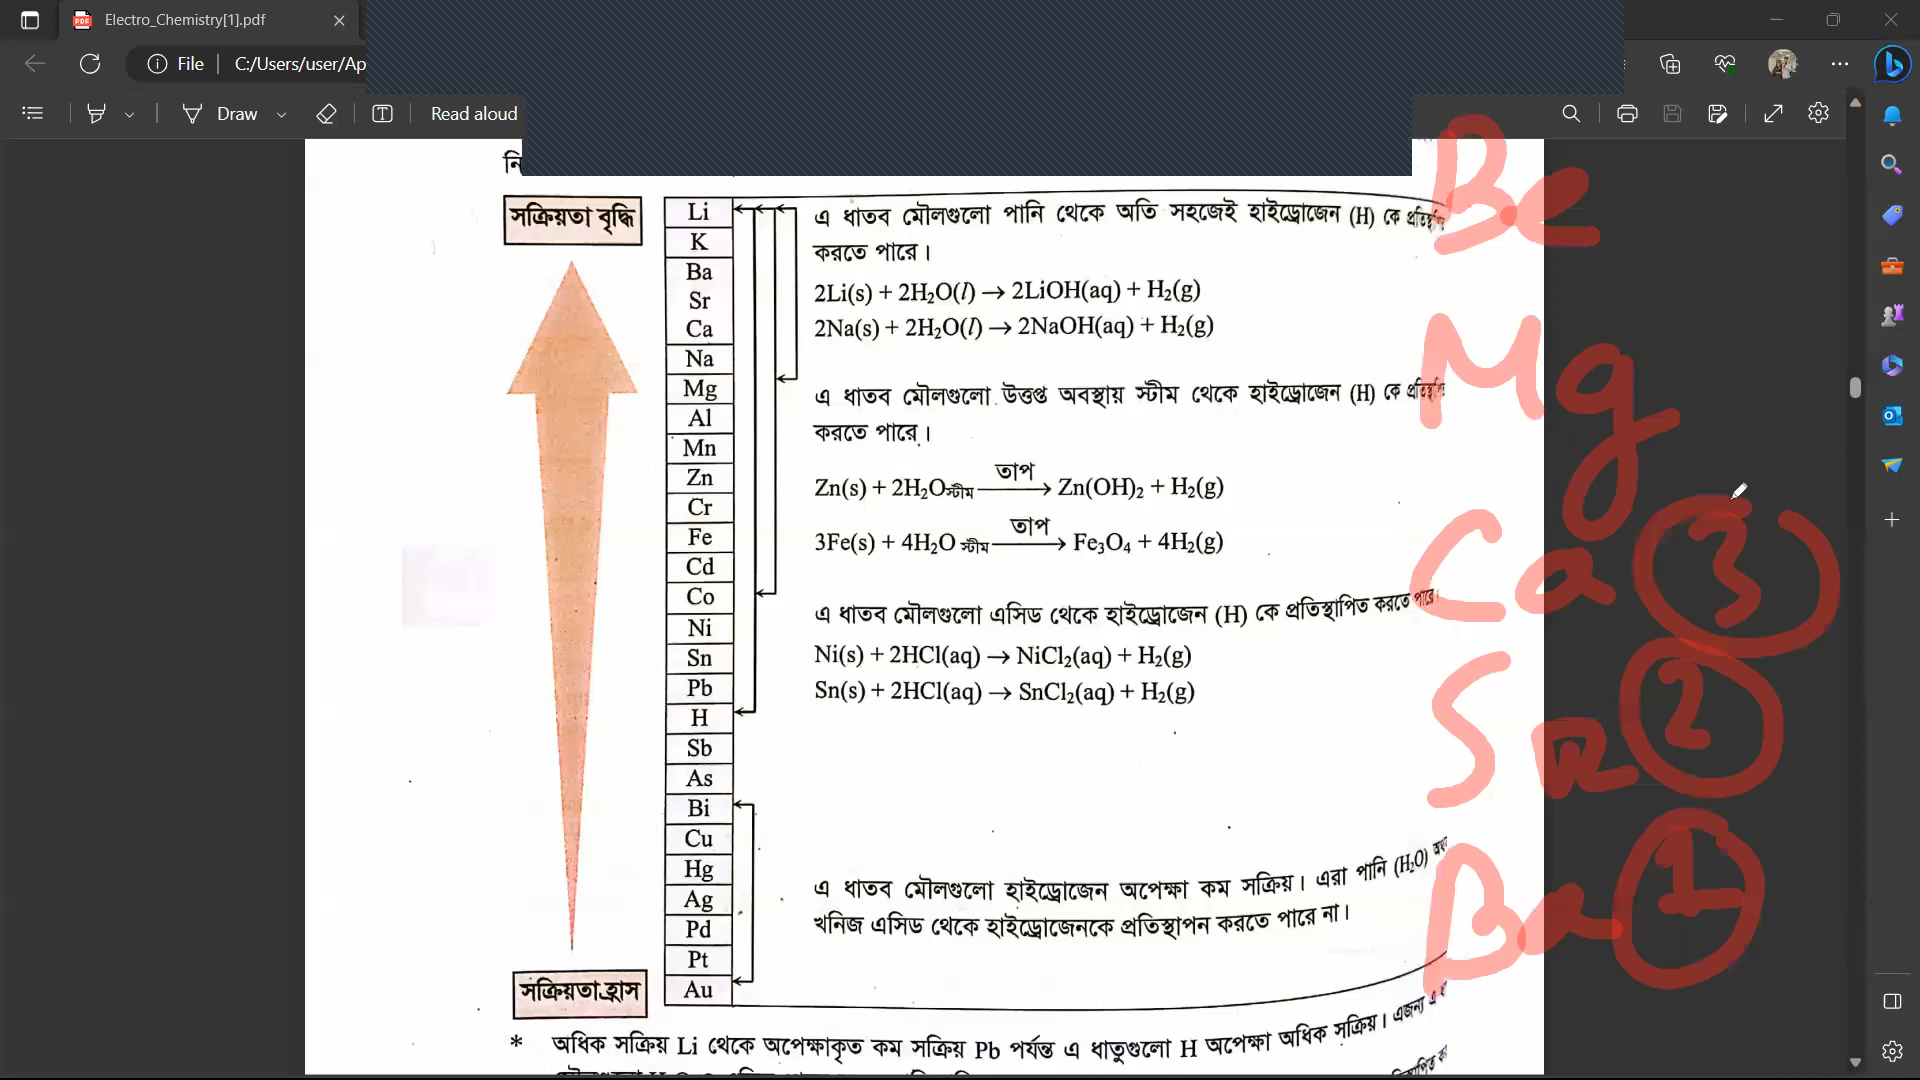 Electro_Chemistry[1].pdf
File C:/Users/user/Ap
Draw
Read aloud
সক্রিয়তা বৃদ্ধি
Li
K
Ba
Sr
Ca
Na
Mg
Al
Mn
Zn
Cr
Fe
Cd
Co
Ni
Sn
Pb
H
Sb
As
Bi
Cu
Hg
Ag
Pd
Pt
Au
সক্রিয়তা হ্রাস
এ ধাতব মৌলগুলো পানি থেকে অতি সহজেই হাইড্রোজেন (H) কে
করতে পারে।
2Li(s) + 2H₂O(l) → 2LiOH(aq) + H₂(g)
2Na(s) + 2H₂O(l) → 2NaOH(aq) + H₂(g)
এ ধাতব মৌলগুলো উত্তপ্ত অবস্থায় স্টীম থেকে হাইড্রোজেন (H) কে
করতে পারে।
তাপ
Zn(s) + 2H₂O স্টীম → Zn(OH)₂ + H₂(g)
তাপ
3Fe(s) + 4H₂O স্টীম → Fe₃O₄ + 4H₂(g)
এ ধাতব মৌলগুলো এসিড থেকে হাইড্রোজেন (H) কে প্রতিস্থাপিত করতে পারে।
Ni(s) + 2HCl(aq) → NiCl₂(aq) + H₂(g)
Sn(s) + 2HCl(aq) → SnCl₂(aq) + H₂(g)
এ ধাতব মৌলগুলো হাইড্রোজেন অপেক্ষা কম সক্রিয়। এরা পানি (H₂O)
খনিজ এসিড থেকে হাইড্রোজেনকে প্রতিস্থাপন করতে পারে না।
* অধিক সক্রিয় Li থেকে অপেক্ষাকৃত কম সক্রিয় Pb পর্যন্ত এ ধাতুগুলো H অপেক্ষা অধিক সক্রিয়। এজন্য এ
Be
Mg
Ca 3
Sr 2
Ba 1